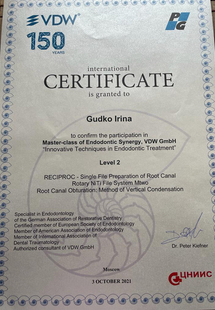 VDW
150
YEARS
international
CERTIFICATE
is granted to
Gudko Irina
to confirm the participation in
Master-class of Endodontic Synergy, VDW GmbH
"Innovative Techniques in Endodontic Treatment"
Level 2
RECIPROC - Single File Preparation of Root Canal
Rotary NiTi File System Mtwo
Root Canal Obturation: Method of Vertical Condensation
Specialist in Endodontology
of the German Association of Restorative Dentistry
Certified member of European Society of Endodontology
Member of American Association of Endodontology
Member of International Association of
Dental Traumatology
Authorized consultant of VDW GmbH
Dr. Peter Kiefner
Moscow
3 OCTOBER 2021
ЦНИИС